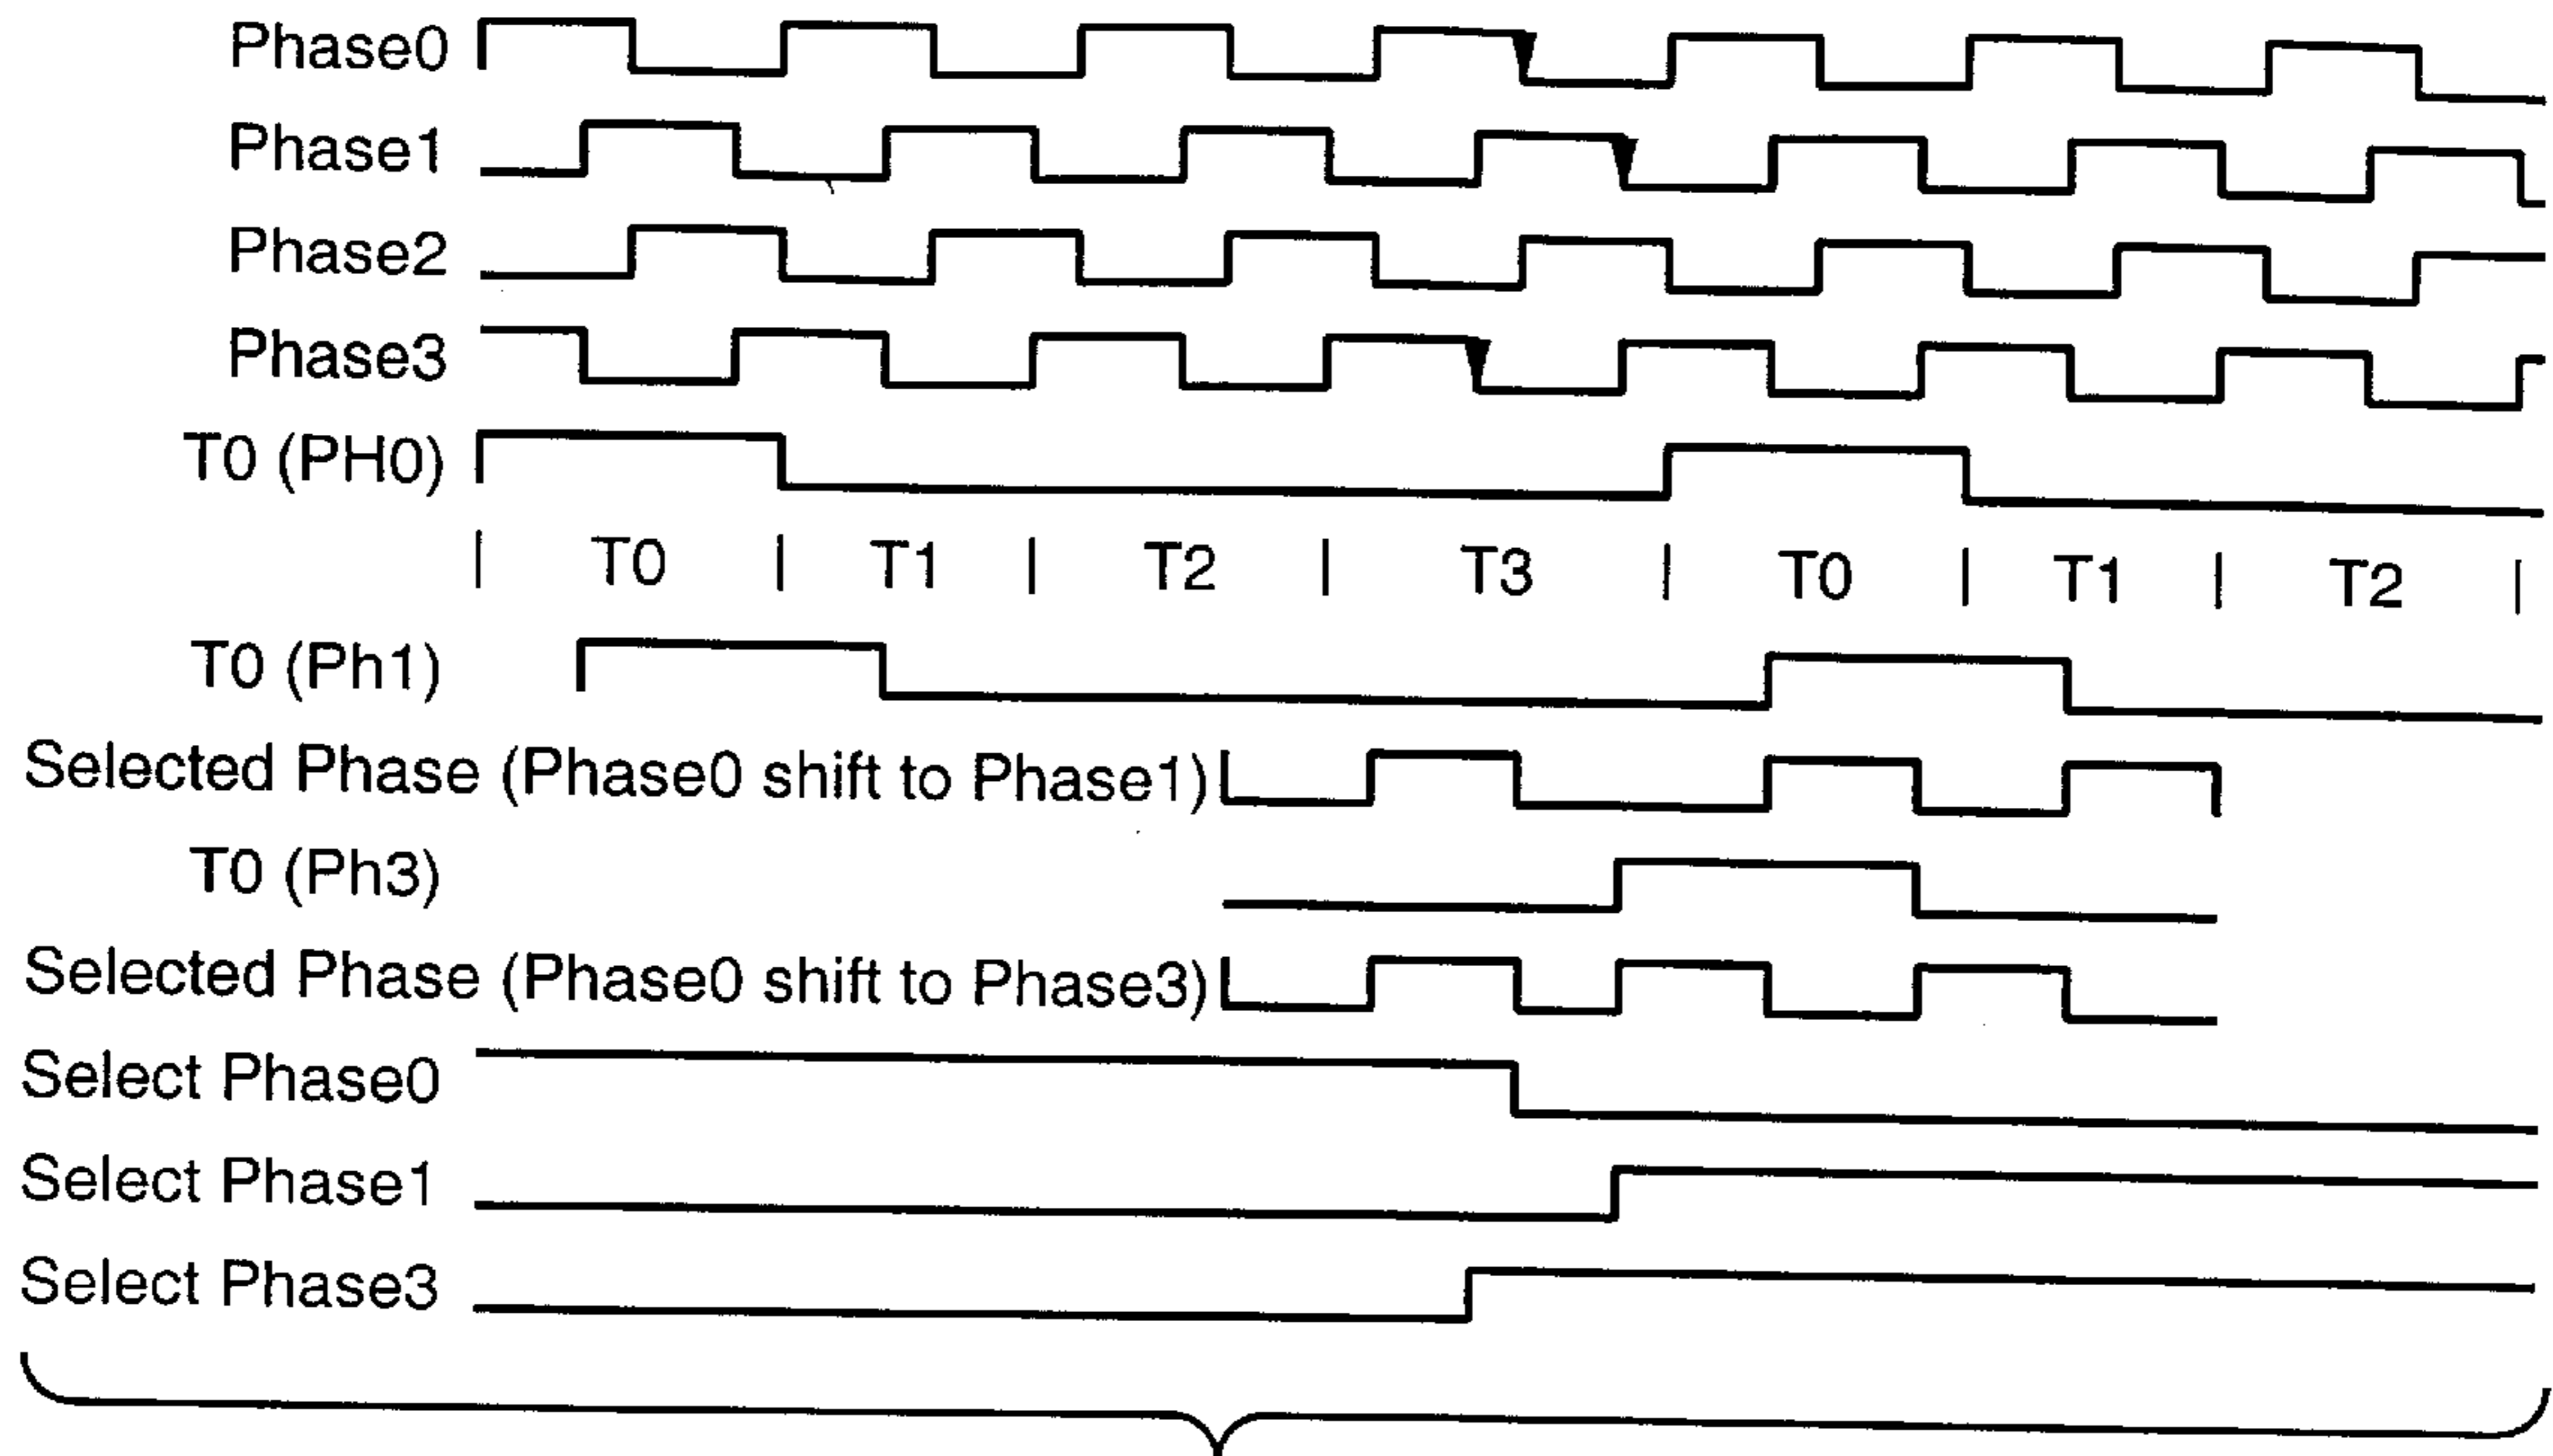 Phase0
Phase1
Phase2
Phase3
T0 (PH0)
| T0 | T1 | T2 | T3 | T0 | T1 | T2 |
T0 (Ph1)
Selected Phase (Phase0 shift to Phase1)
T0 (Ph3)
Selected Phase (Phase0 shift to Phase3)
Select Phase0
Select Phase1
Select Phase3